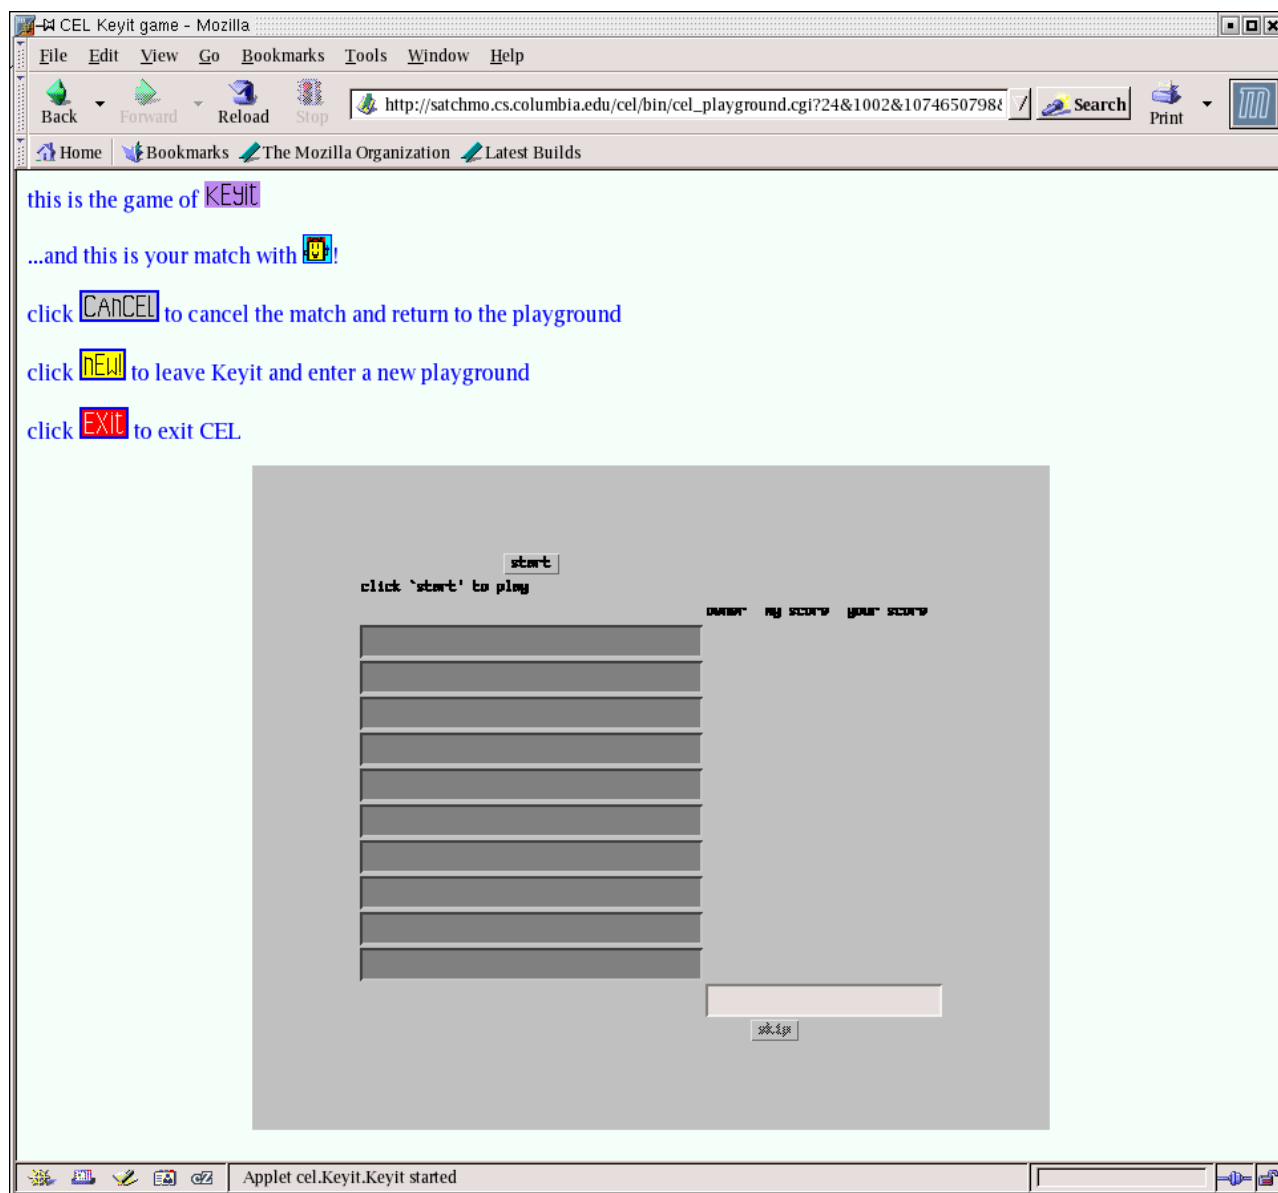 CEL Keyit game - Mozilla
File Edit View Go Bookmarks Tools Window Help
Back Forward Reload Stop http://satchmo.cs.columbia.edu/cel/bin/cel_playground.cgi?24&1002&1074650798& Search Print
Home Bookmarks The Mozilla Organization Latest Builds
this is the game of KEyit
...and this is your match with !
click CAnCEL to cancel the match and return to the playground
click nEW! to leave Keyit and enter a new playground
click EXit to exit CEL
start
click `start' to play
owner my score your score
skip
Applet cel.Keyit.Keyit started